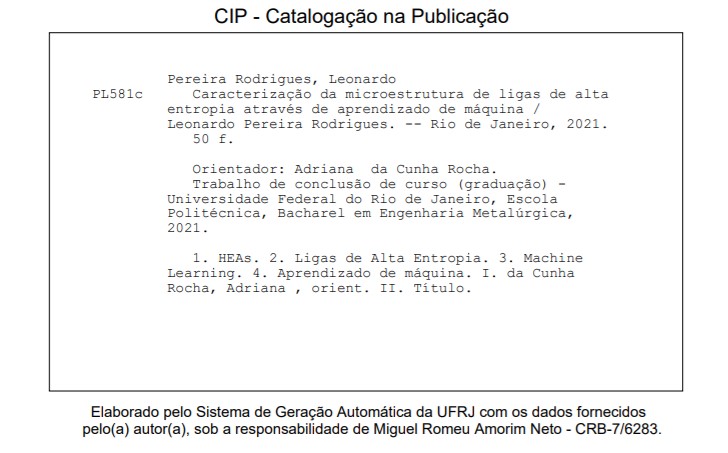 CIP - Catalogação na Publicação
Pereira Rodrigues, Leonardo
PL581c Caracterização da microestrutura de ligas de alta
entropia através de aprendizado de máquina /
Leonardo Pereira Rodrigues. -- Rio de Janeiro, 2021.
50 f.
Orientador: Adriana  da Cunha Rocha.
Trabalho de conclusão de curso (graduação) -
Universidade Federal do Rio de Janeiro, Escola
Politécnica, Bacharel em Engenharia Metalúrgica,
2021.
1. HEAs. 2. Ligas de Alta Entropia. 3. Machine
Learning. 4. Aprendizado de máquina. I. da Cunha
Rocha, Adriana , orient. II. Título.
Elaborado pelo Sistema de Geração Automática da UFRJ com os dados fornecidos
pelo(a) autor(a), sob a responsabilidade de Miguel Romeu Amorim Neto - CRB-7/6283.